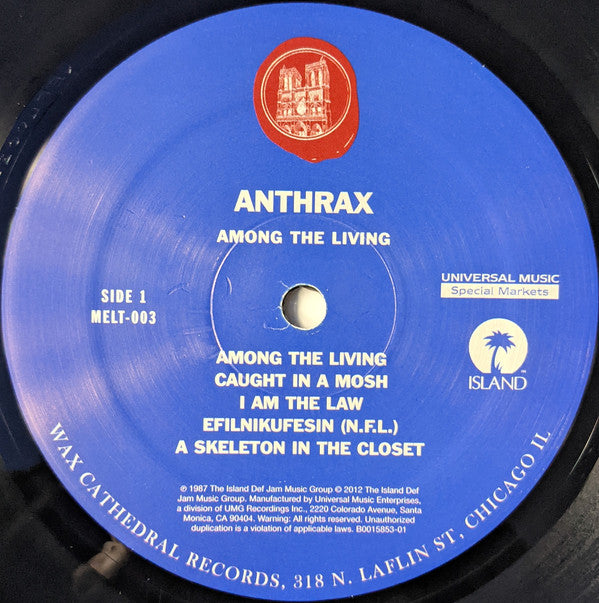 ANTHRAX
AMONG THE LIVING
SIDE 1
MELT-003
UNIVERSAL MUSIC
Special Markets
ISLAND
AMONG THE LIVING
CAUGHT IN A MOSH
I AM THE LAW
EFILNIKUFESIN (N.F.L.)
A SKELETON IN THE CLOSET
℗ 1987 The Island Def Jam Music Group © 2012 The Island Def
Jam Music Group. Manufactured by Universal Music Enterprises,
a division of UMG Recordings Inc., 2220 Colorado Avenue, Santa
Monica, CA 90404. Warning: All rights reserved. Unauthorized
duplication is a violation of applicable laws. B0015853-01
WAX CATHEDRAL RECORDS, 318 N. LAFLIN ST, CHICAGO IL